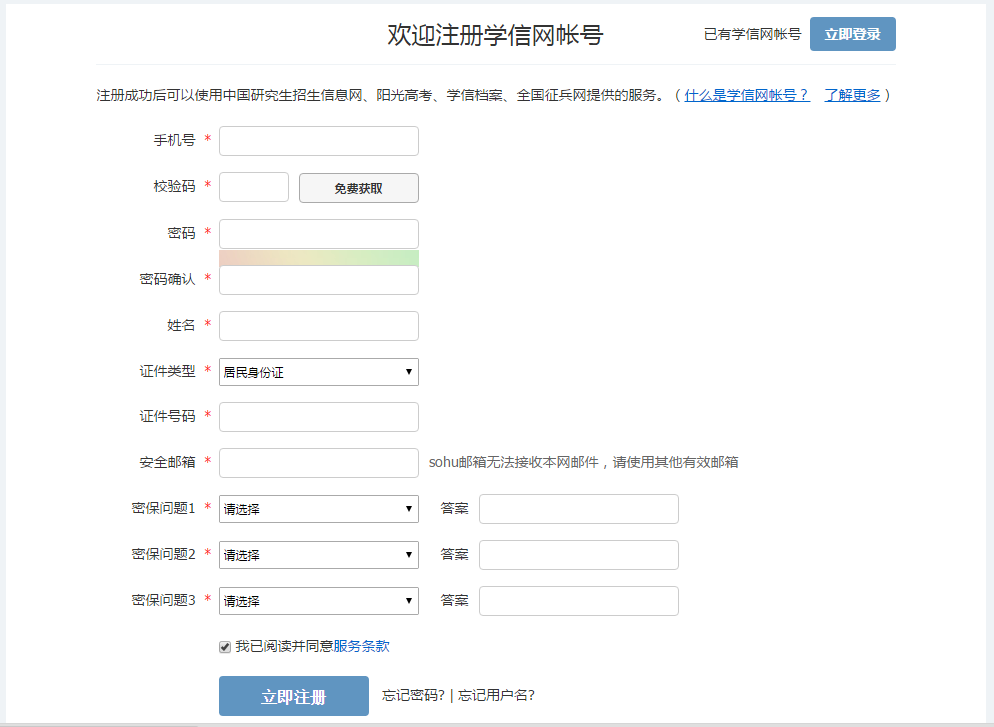 欢迎注册学信网帐号 已有学信网帐号 立即登录
注册成功后可以使用中国研究生招生信息网、阳光高考、学信档案、全国征兵网提供的服务。（什么是学信网帐号？ 了解更多）
手机号 *
校验码 * 免费获取
密码 *
密码确认 *
姓名 *
证件类型 * 居民身份证
证件号码 *
安全邮箱 * sohu邮箱无法接收本网邮件，请使用其他有效邮箱
密保问题1 * 请选择 答案
密保问题2 * 请选择 答案
密保问题3 * 请选择 答案
我已阅读并同意服务条款
立即注册 忘记密码? | 忘记用户名?